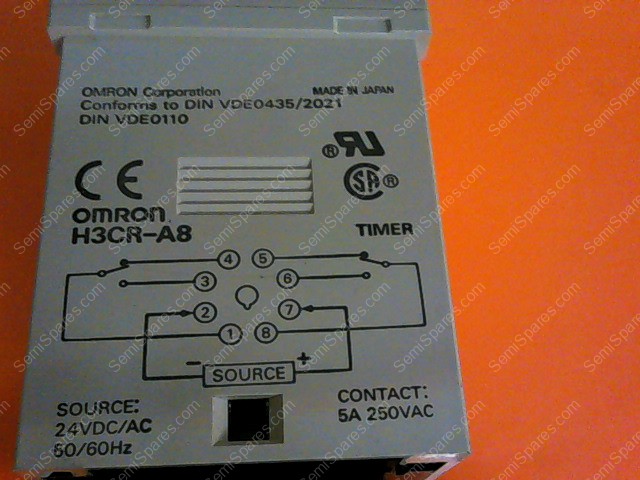 OMRON Corporation MADE IN JAPAN
Conforms to DIN VDE0435/2021
DIN VDE0110
CE
OMRON
H3CR-A8
TIMER
4 5
3 6
2 7
1 8
- SOURCE +
SOURCE:
24VDC/AC
50/60Hz
CONTACT:
5A 250VAC
SemiSpares.com